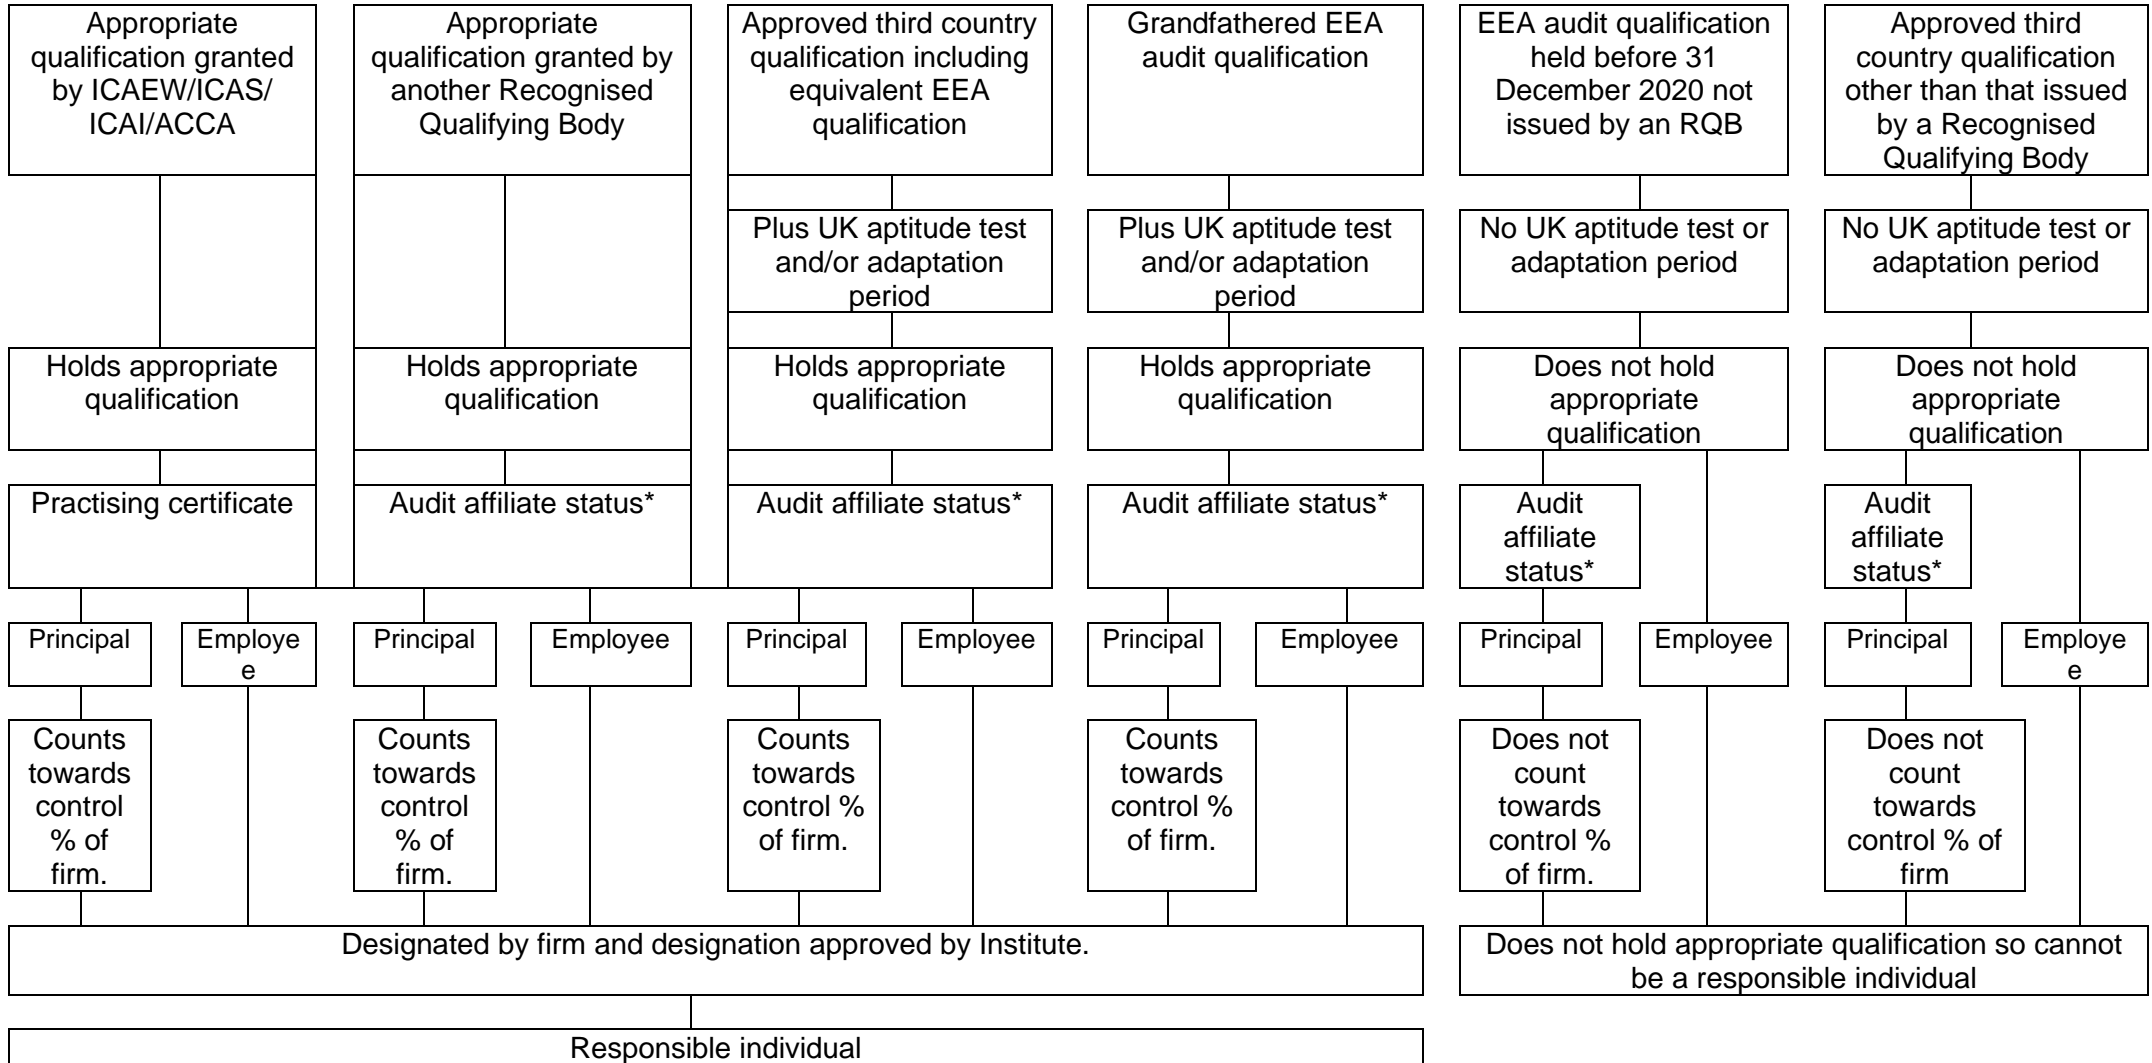 Appropriate
qualification granted
by ICAEW/ICAS/
ICAI/ACCA
Appropriate
qualification granted by
another Recognised
Qualifying Body
Approved third country
qualification including
equivalent EEA
qualification
Grandfathered EEA
audit qualification
EEA audit qualification
held before 31
December 2020 not
issued by an RQB
Approved third
country qualification
other than that issued
by a Recognised
Qualifying Body
Plus UK aptitude test
and/or adaptation
period
Plus UK aptitude test
and/or adaptation
period
No UK aptitude test or
adaptation period
No UK aptitude test or
adaptation period
Holds appropriate
qualification
Holds appropriate
qualification
Holds appropriate
qualification
Holds appropriate
qualification
Does not hold
appropriate
qualification
Does not hold
appropriate
qualification
Practising certificate
Audit affiliate status*
Audit affiliate status*
Audit affiliate status*
Audit
affiliate
status*
Audit
affiliate
status*
Principal
Employe
e
Principal
Employee
Principal
Employee
Principal
Employee
Principal
Employee
Principal
Employe
e
Counts
towards
control
% of
firm.
Counts
towards
control
% of
firm.
Counts
towards
control %
of firm.
Counts
towards
control %
of firm.
Does not
count
towards
control %
of firm.
Does not
count
towards
control % of
firm
Designated by firm and designation approved by Institute.
Does not hold appropriate qualification so cannot
be a responsible individual
Responsible individual